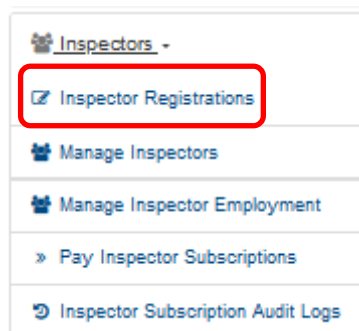 Inspectors -
Inspector Registrations
Manage Inspectors
Manage Inspector Employment
» Pay Inspector Subscriptions
Inspector Subscription Audit Logs